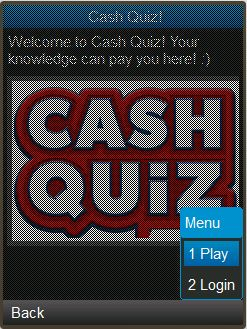 Cash Quiz!
Welcome to Cash Quiz! Your
knowledge can pay you here! :)
CASH
QUiZ
Menu
1 Play
2 Login
Back